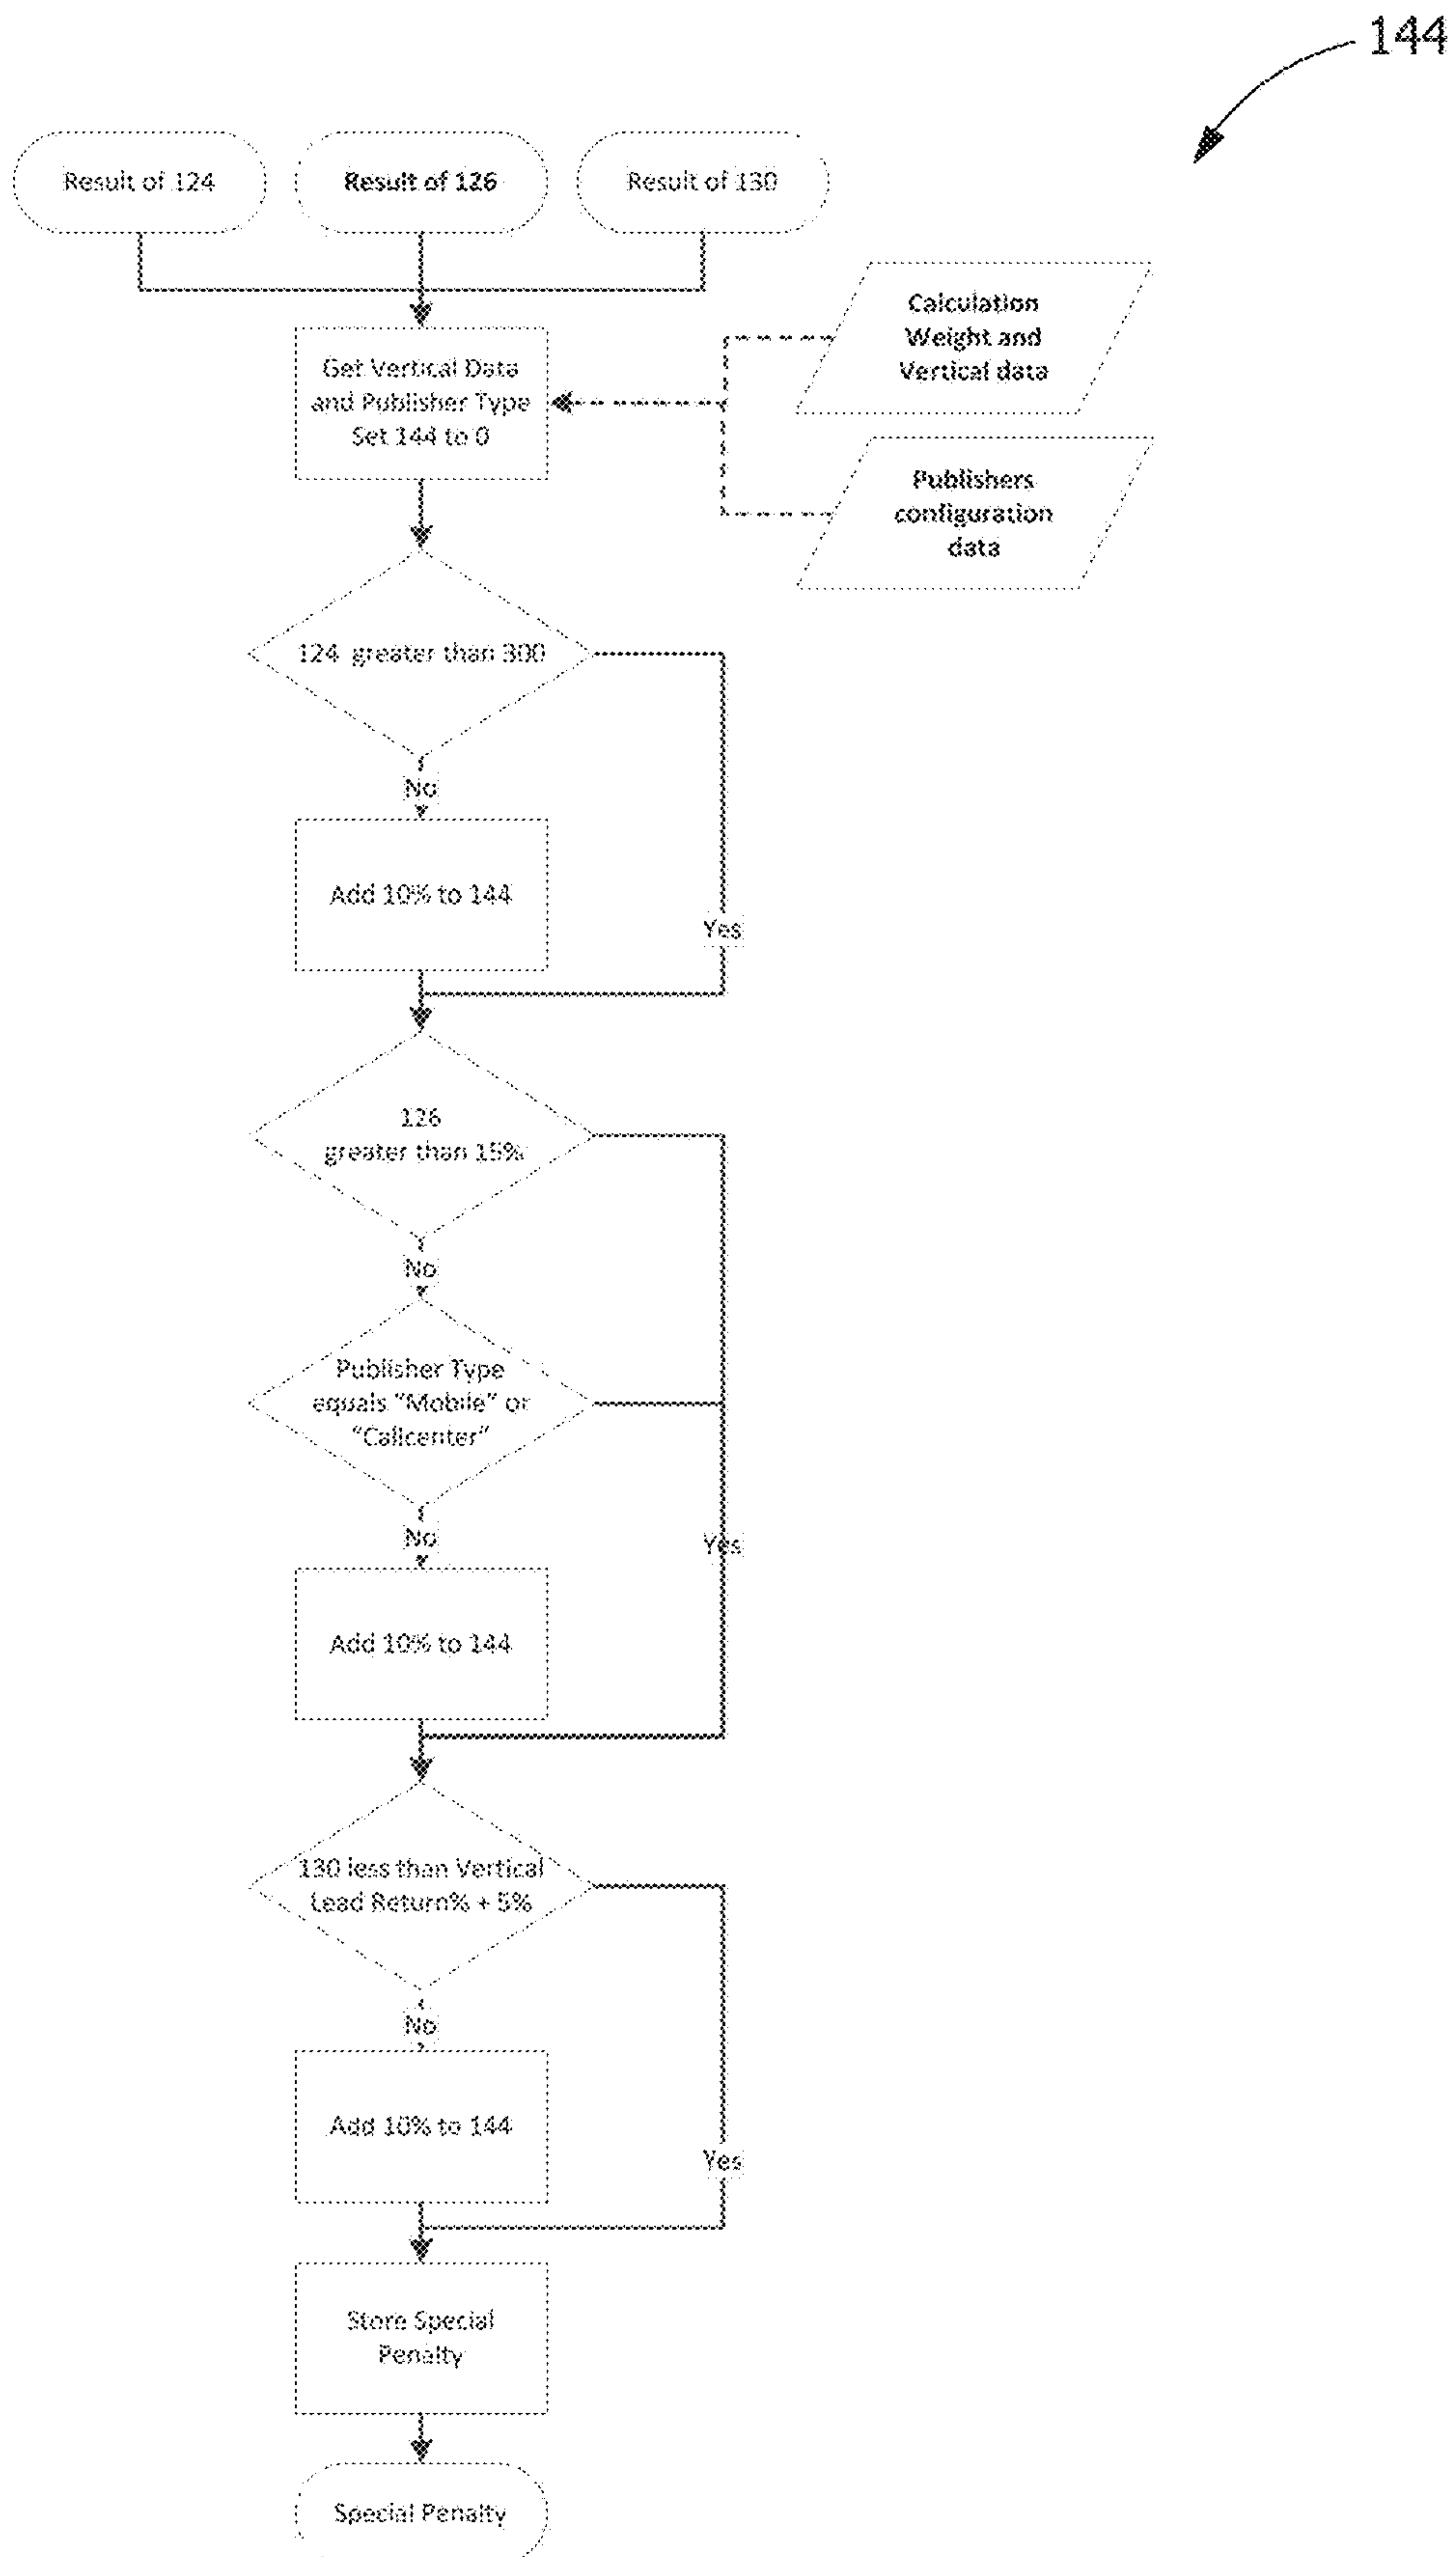 144
Result of 124
Result of 126
Result of 130
Calculation
Weight and
Vertical data
Get Vertical Data
and Publisher Type
Set 144 to 0
Publishers
configuration
data
124 greater than 300
No
Add 10% to 144
Yes
126
greater than 15%
No
Publisher Type
equals "Mobile" or
"Callcenter"
No
Yes
Add 10% to 144
130 less than Vertical
Lead Return% + 5%
No
Add 10% to 144
Yes
Store Special
Penalty
Special Penalty